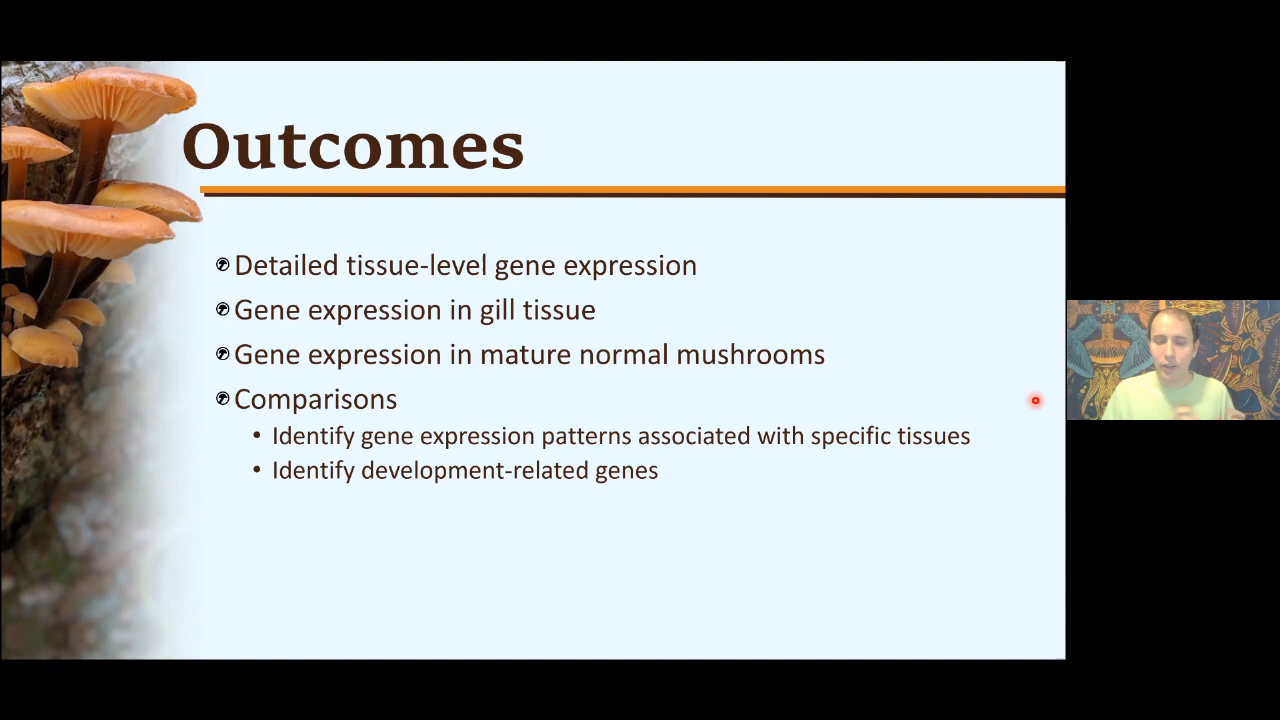 Outcomes
Detailed tissue-level gene expression
Gene expression in gill tissue
Gene expression in mature normal mushrooms
Comparisons
• Identify gene expression patterns associated with specific tissues
• Identify development-related genes